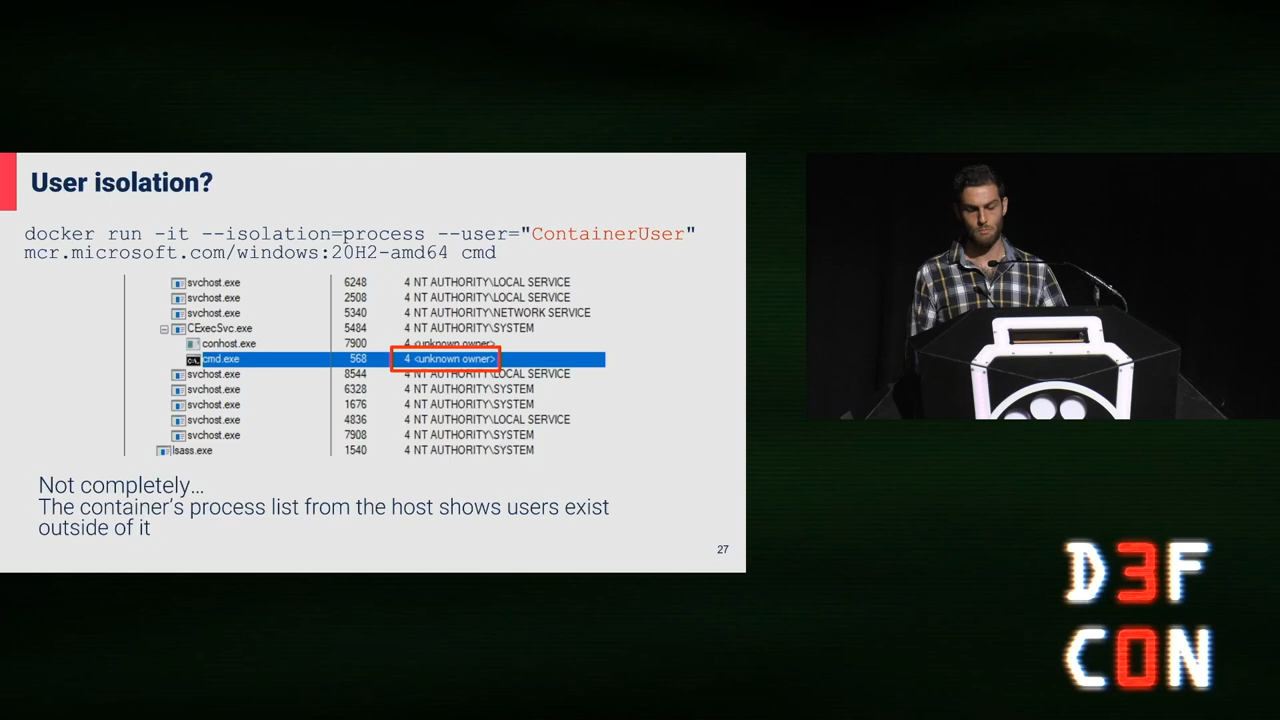 User isolation?
docker run -it --isolation=process --user="ContainerUser"
mcr.microsoft.com/windows:20H2-amd64 cmd
svchost.exe 6248 4 NT AUTHORITY\LOCAL SERVICE
svchost.exe 2508 4 NT AUTHORITY\LOCAL SERVICE
svchost.exe 5340 4 NT AUTHORITY\NETWORK SERVICE
CExecSvc.exe 5484 4 NT AUTHORITY\SYSTEM
conhost.exe 7900 4 <unknown owner>
cmd.exe 568 4 <unknown owner>
svchost.exe 8544 4 NT AUTHORITY\LOCAL SERVICE
svchost.exe 6328 4 NT AUTHORITY\SYSTEM
svchost.exe 1676 4 NT AUTHORITY\SYSTEM
svchost.exe 4836 4 NT AUTHORITY\LOCAL SERVICE
svchost.exe 7908 4 NT AUTHORITY\SYSTEM
lsass.exe 1540 4 NT AUTHORITY\SYSTEM
Not completely...
The container's process list from the host shows users exist
outside of it
27
D3F
C0N